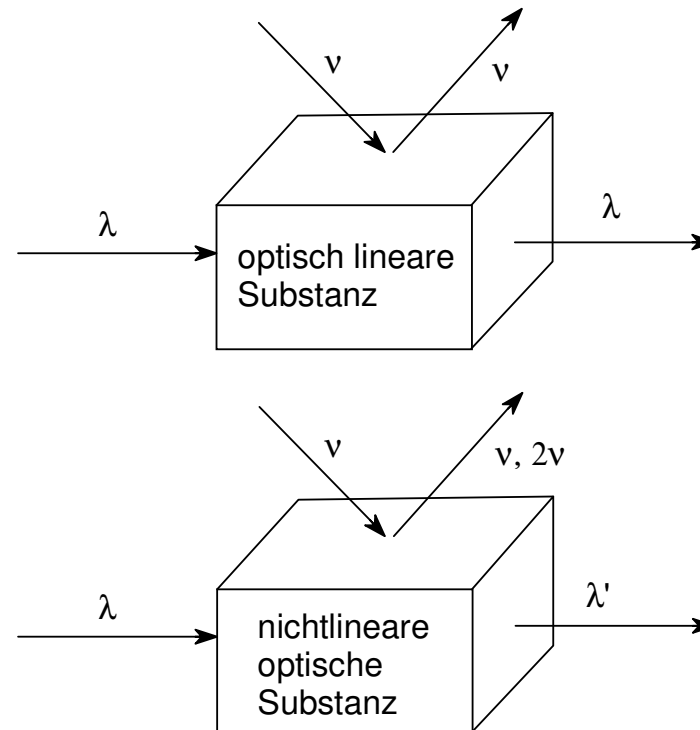 ν
ν
λ
λ
optisch lineare
Substanz
ν
ν, 2ν
λ
λ'
nichtlineare
optische
Substanz